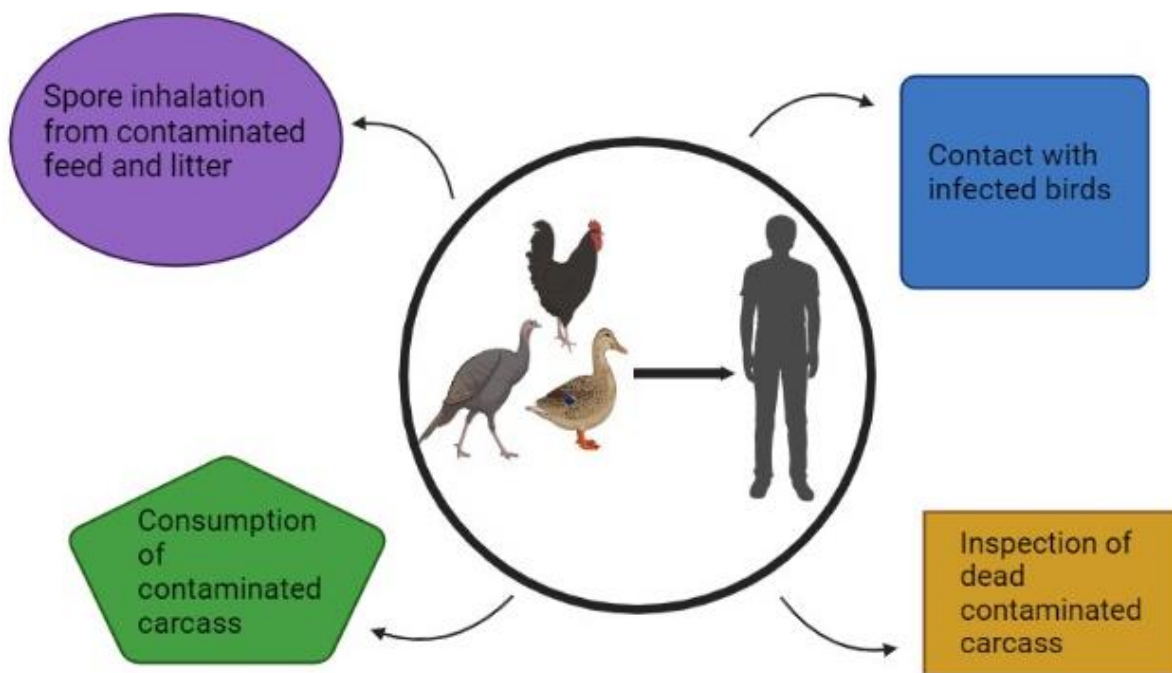 Spore inhalation
from contaminated
feed and litter
Contact with
infected birds
Consumption
of
contaminated
carcass
Inspection of
dead
contaminated
carcass